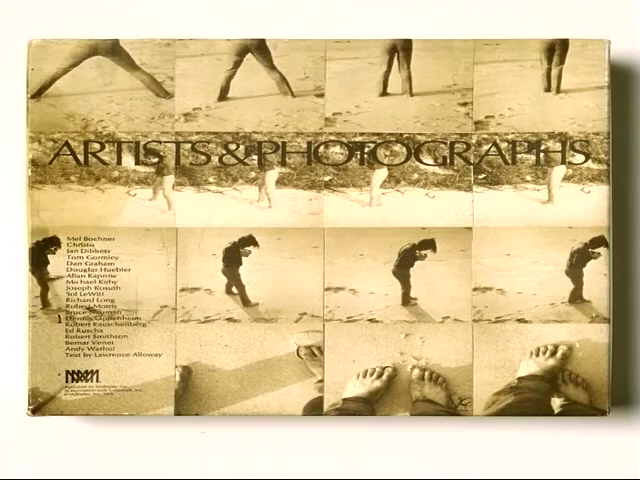 ARTISTS & PHOTOGRAPHS
Mel Bochner
Christo
Jan Dibbets
Tom Gormley
Dan Graham
Douglas Huebler
Allan Kaprow
Michael Kirby
Joseph Kosuth
Sol LeWitt
Richard Long
Robert Morris
Bruce Nauman
Dennis Oppenheim
Robert Rauschenberg
Ed Ruscha
Robert Smithson
Bernar Venet
Andy Warhol
Text by Lawrence Alloway